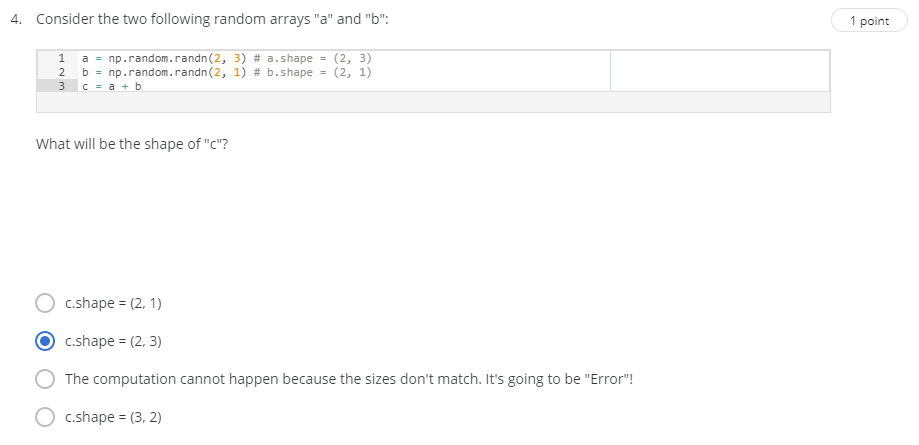 4. Consider the two following random arrays "a" and "b":
1 point
1 a = np.random.randn(2, 3) # a.shape = (2, 3)
2 b = np.random.randn(2, 1) # b.shape = (2, 1)
3 c = a + b
What will be the shape of "c"?
c.shape = (2, 1)
c.shape = (2, 3)
The computation cannot happen because the sizes don't match. It's going to be "Error"!
c.shape = (3, 2)